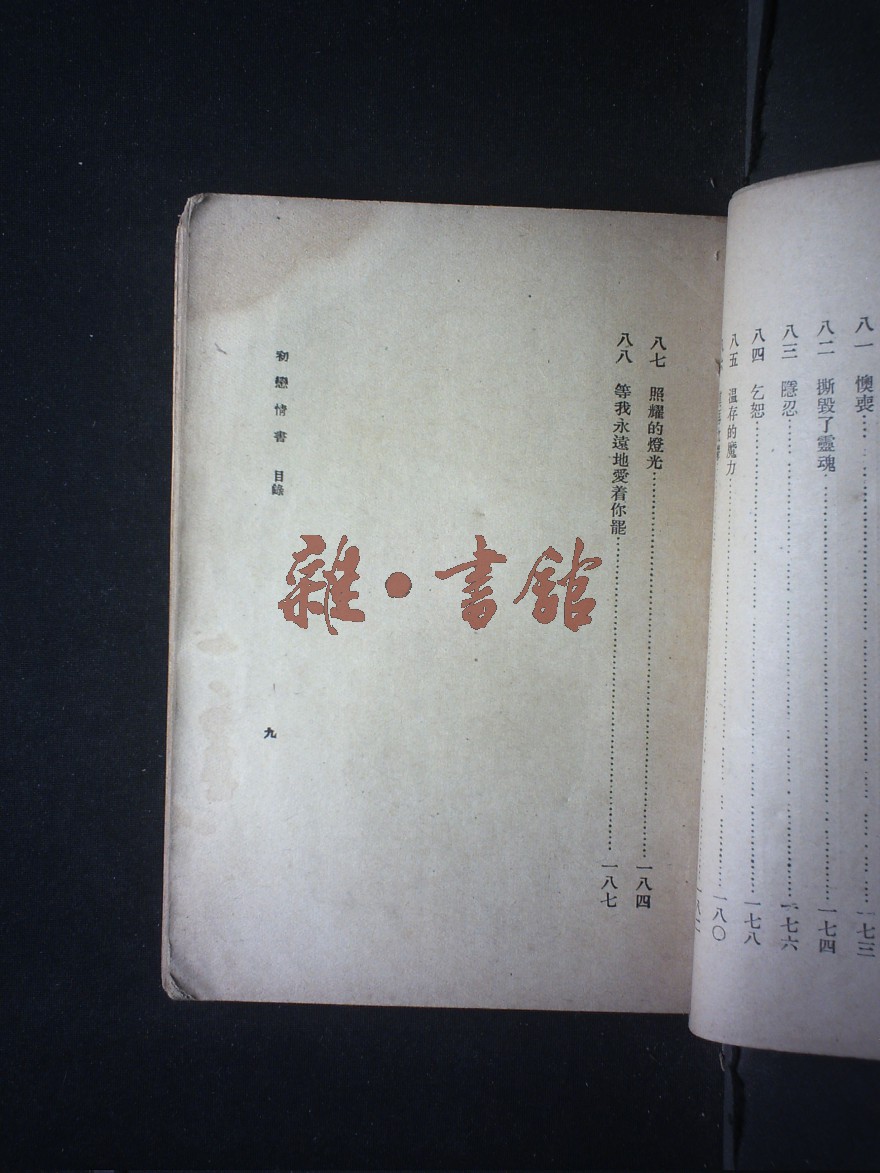 八一 懊喪 一七三
八二 撕毀了靈魂 一七四
八三 隱忍 一七六
八四 乞恕 一七八
八五 溫存的魔力 一八〇
八七 照耀的燈光 一八四
八八 等我永遠地愛着你罷 一八七
初戀情書 目錄 九
雜・書館